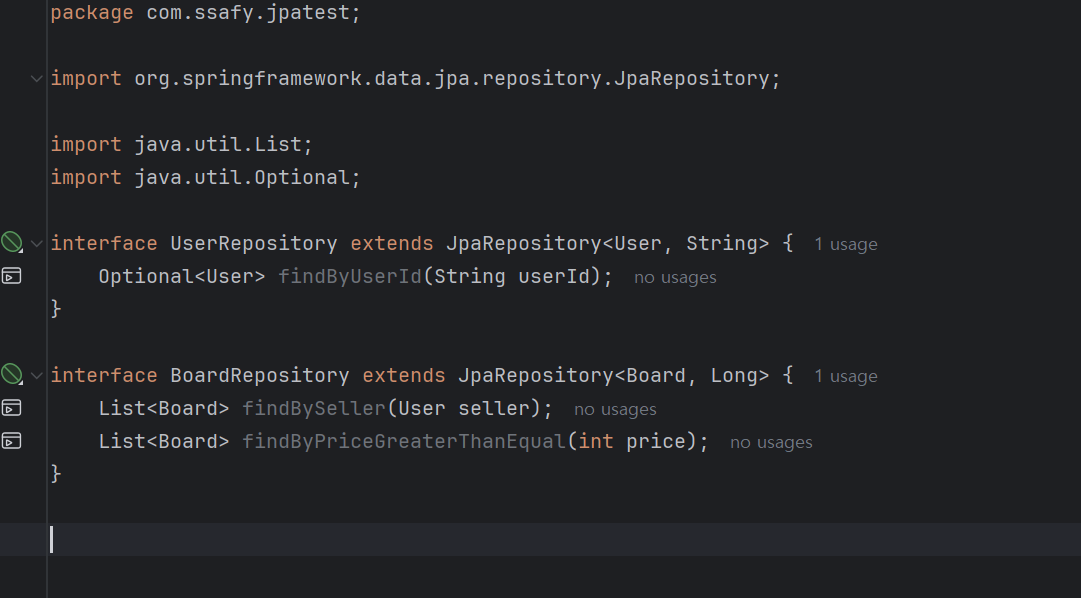 package com.ssafy.jpatest;
import org.springframework.data.jpa.repository.JpaRepository;
import java.util.List;
import java.util.Optional;
interface UserRepository extends JpaRepository<User, String> { 1 usage
Optional<User> findByUserId(String userId); no usages
}
interface BoardRepository extends JpaRepository<Board, Long> { 1 usage
List<Board> findBySeller(User seller); no usages
List<Board> findByPriceGreaterThanEqual(int price); no usages
}